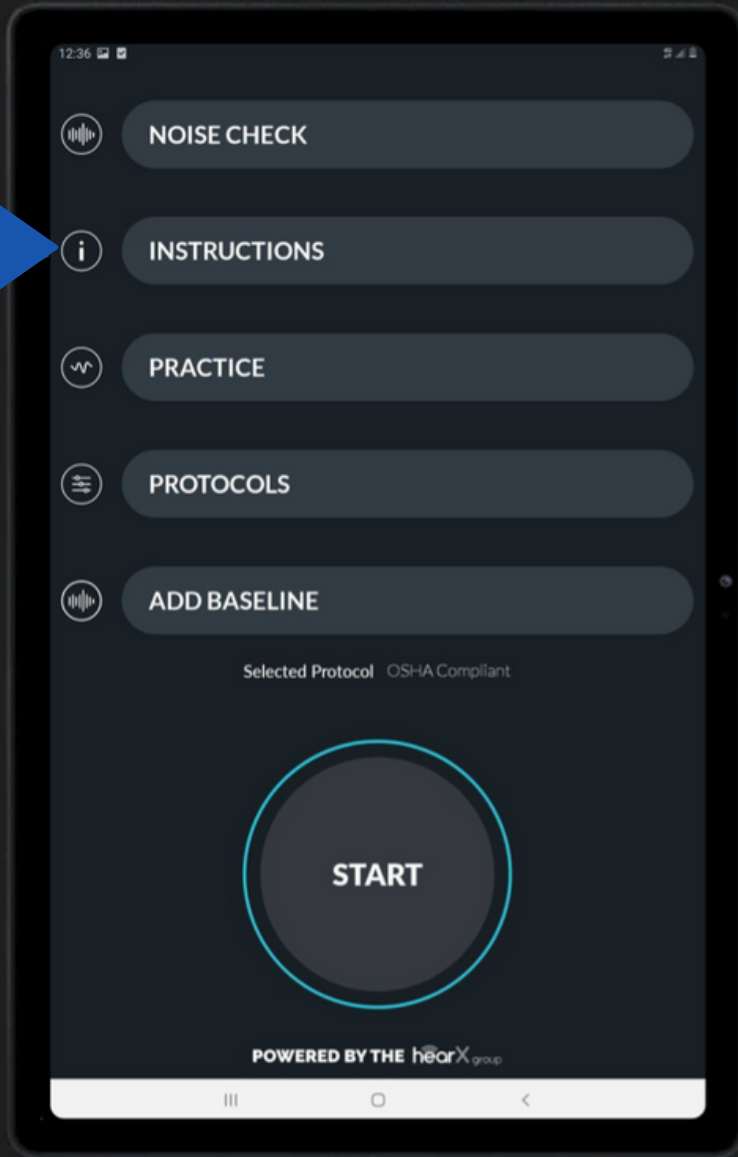 12:36
NOISE CHECK
INSTRUCTIONS
PRACTICE
PROTOCOLS
ADD BASELINE
Selected Protocol OSHA Compliant
START
POWERED BY THE hearX group